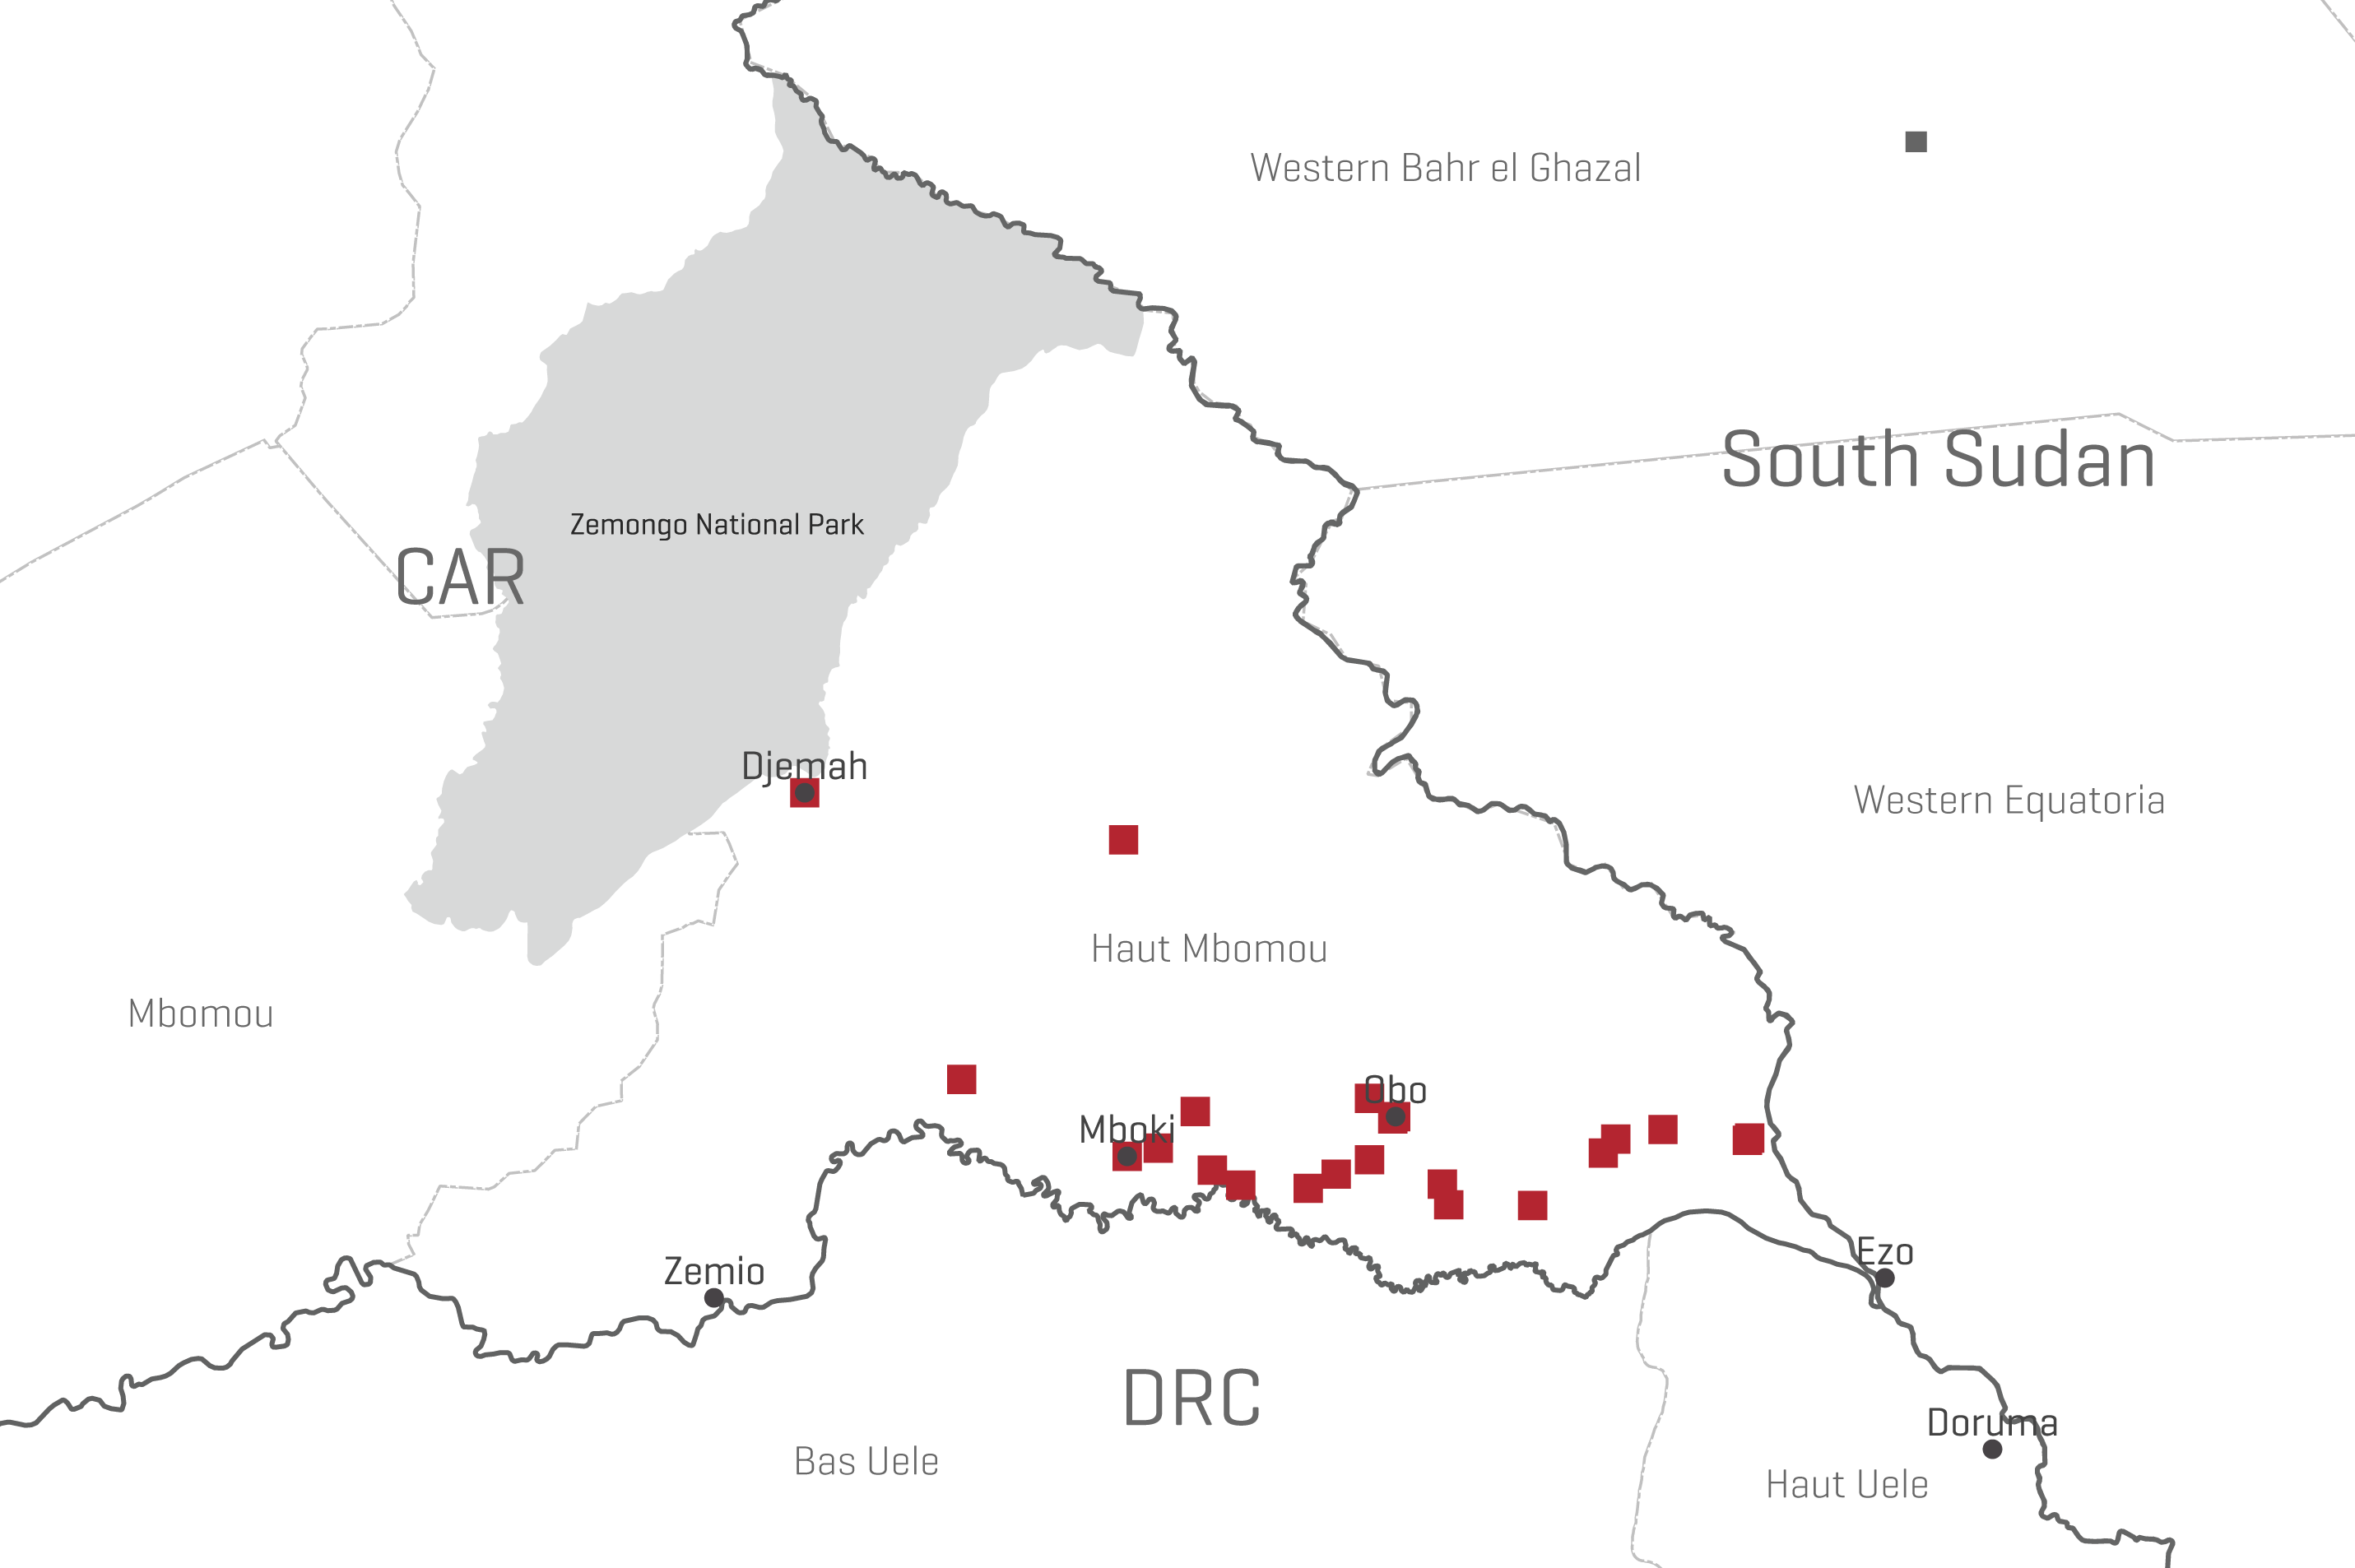 Western Bahr el Ghazal
South Sudan
Zemongo National Park
CAR
Djemah
Western Equatoria
Haut Mbomou
Mbomou
Obo
Mboki
Ezo
Zemio
DRC
Doruma
Bas Uele
Haut Uele